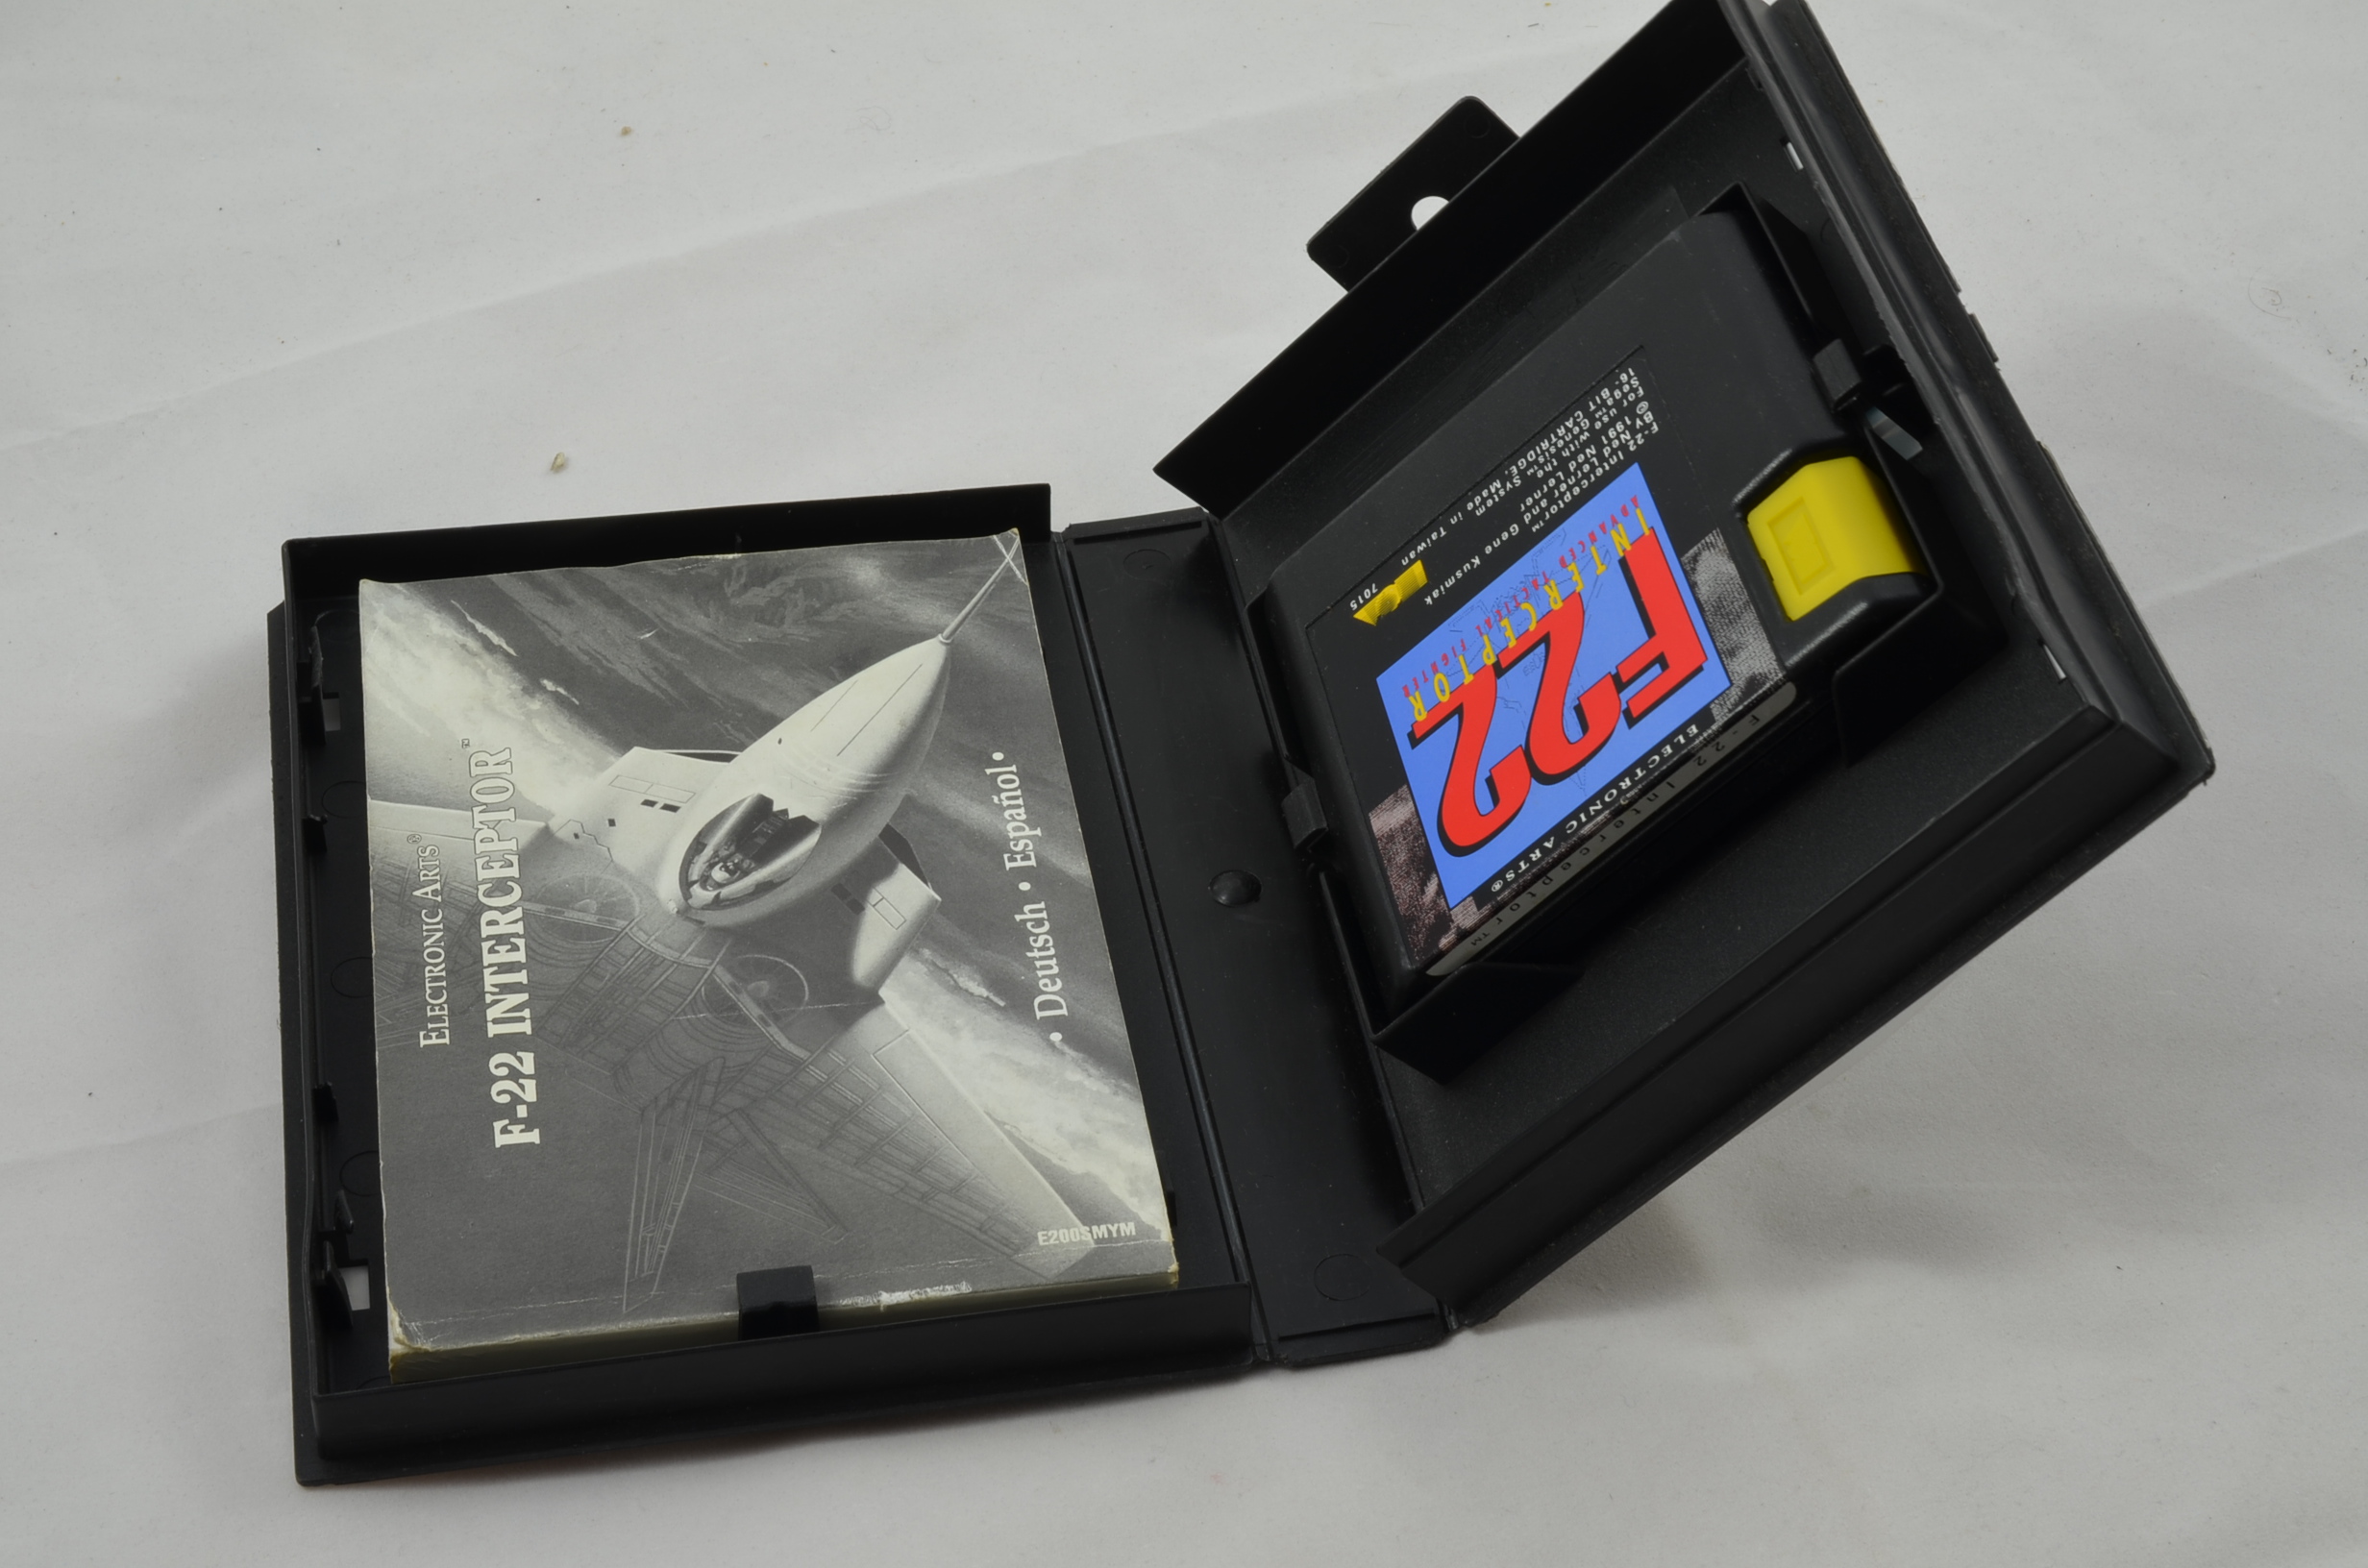 ELECTRONIC ARTS®
F-22 INTERCEPTOR™
• Deutsch • Español •
E200SMYM
F-22 Interceptor™
ELECTRONIC ARTS®
F-22
INTERCEPTOR
ADVANCED TACTICAL FIGHTER
F-22 Interceptor™
By Ned Lerner and Gene Kusmiak
© 1991 Ned Lerner.
For use with the
Sega™ Genesis™ System
16-BIT CARTRIDGE. Made in Taiwan
7015